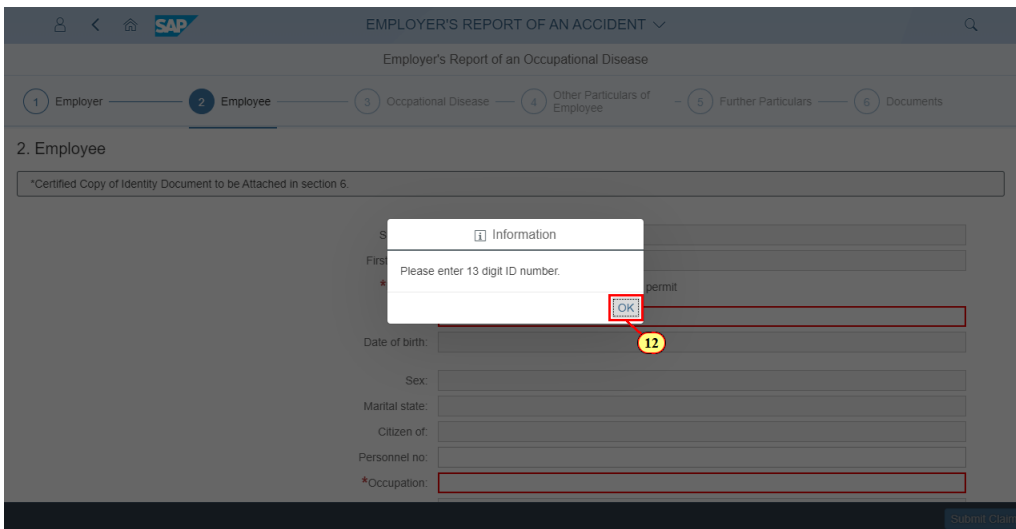 SAP EMPLOYER'S REPORT OF AN ACCIDENT
Employer's Report of an Occupational Disease
1 Employer 2 Employee 3 Occpational Disease 4 Other Particulars of Employee 5 Further Particulars 6 Documents
2. Employee
*Certified Copy of Identity Document to be Attached in section 6.
S
i Information
First
Please enter 13 digit ID number.
* permit
OK
12
Date of birth:
Sex:
Marital state:
Citizen of:
Personnel no:
*Occupation:
Submit Claim